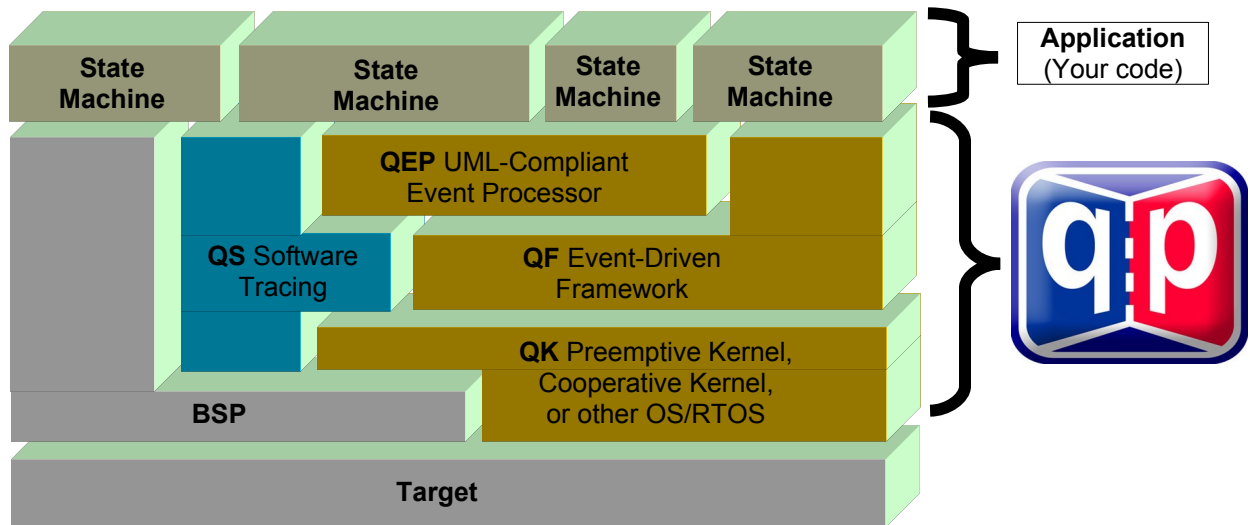 State
Machine
State
Machine
State
Machine
State
Machine
Application
(Your code)
QEP UML-Compliant
Event Processor
QS Software
Tracing
QF Event-Driven
Framework
qp
QK Preemptive Kernel,
Cooperative Kernel,
or other OS/RTOS
BSP
Target